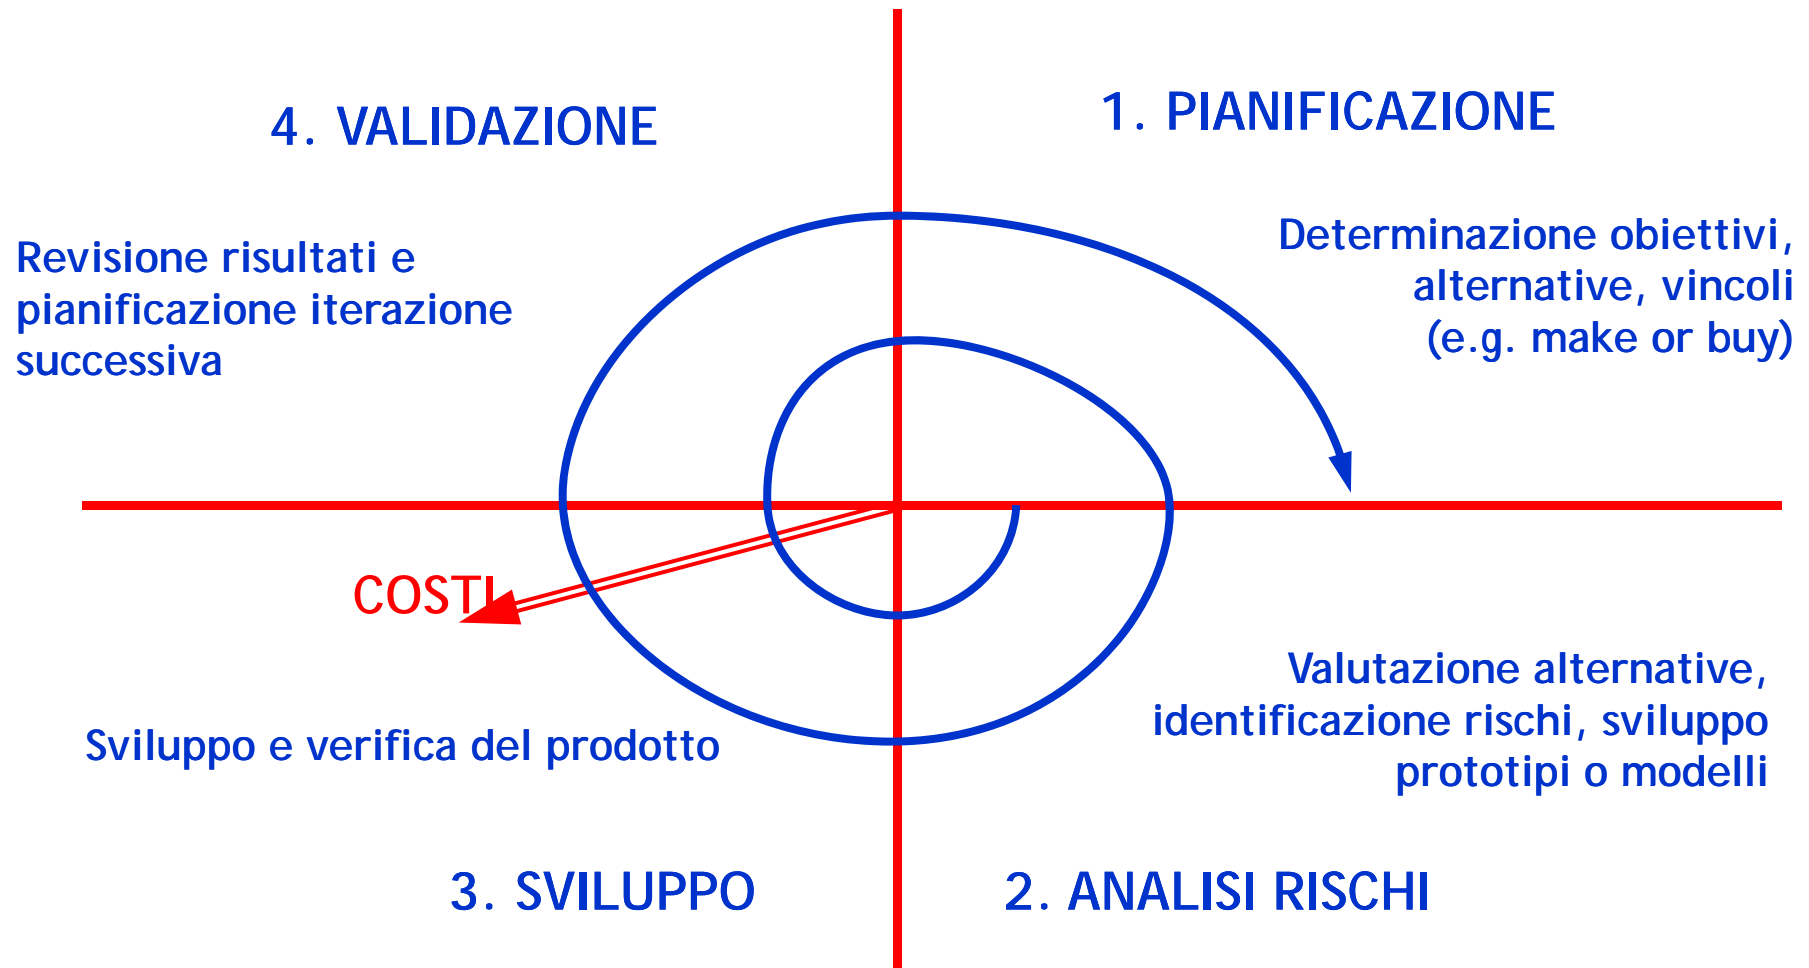 4. VALIDAZIONE
1. PIANIFICAZIONE
Revisione risultati e
pianificazione iterazione
successiva
Determinazione obiettivi,
alternative, vincoli
(e.g. make or buy)
COSTI
Sviluppo e verifica del prodotto
Valutazione alternative,
identificazione rischi, sviluppo
prototipi o modelli
3. SVILUPPO
2. ANALISI RISCHI